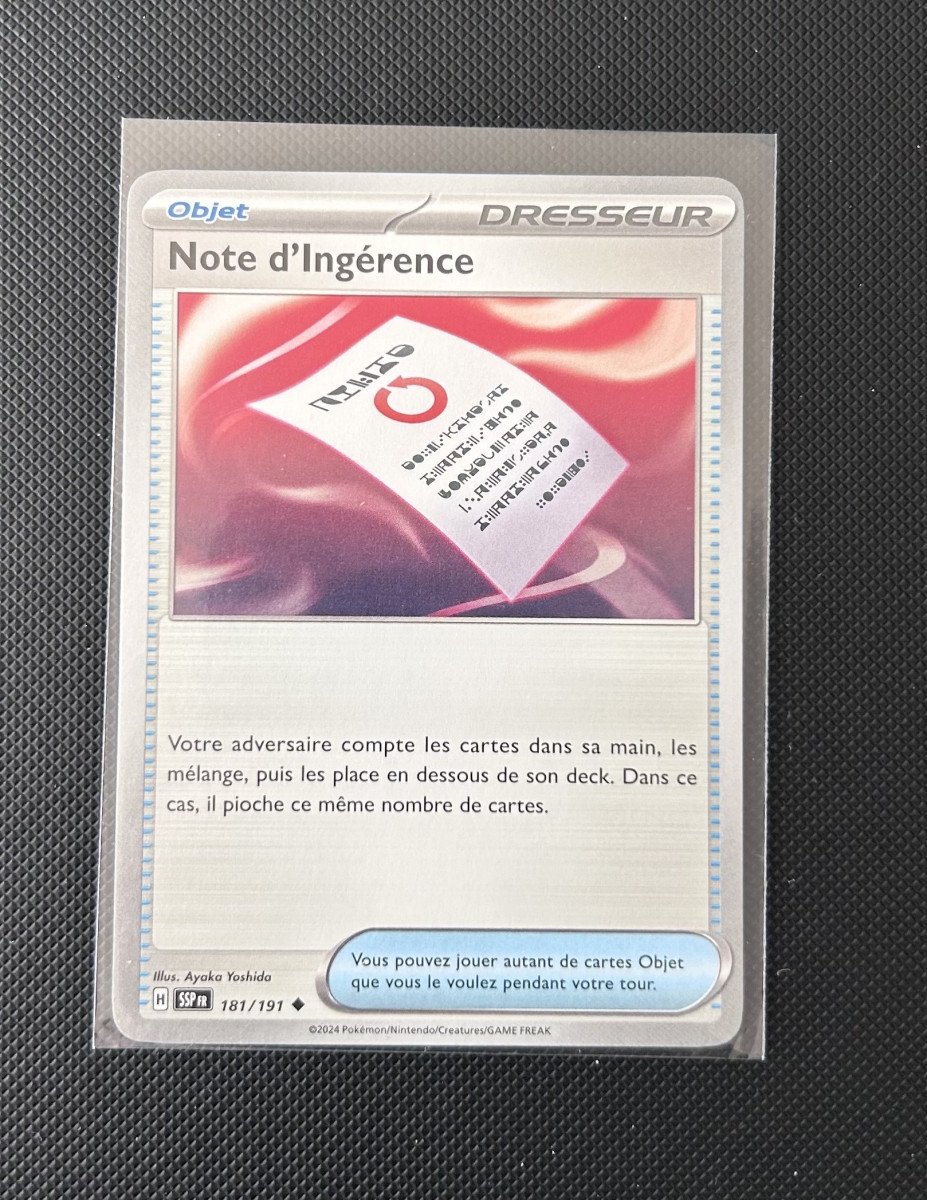 Objet
DRESSEUR
Note d'Ingérence
Votre adversaire compte les cartes dans sa main, les
mélange, puis les place en dessous de son deck. Dans ce
cas, il pioche ce même nombre de cartes.
Vous pouvez jouer autant de cartes Objet
que vous le voulez pendant votre tour.
Illus. Ayaka Yoshida
H SSP FR 181/191
©2024 Pokémon/Nintendo/Creatures/GAME FREAK